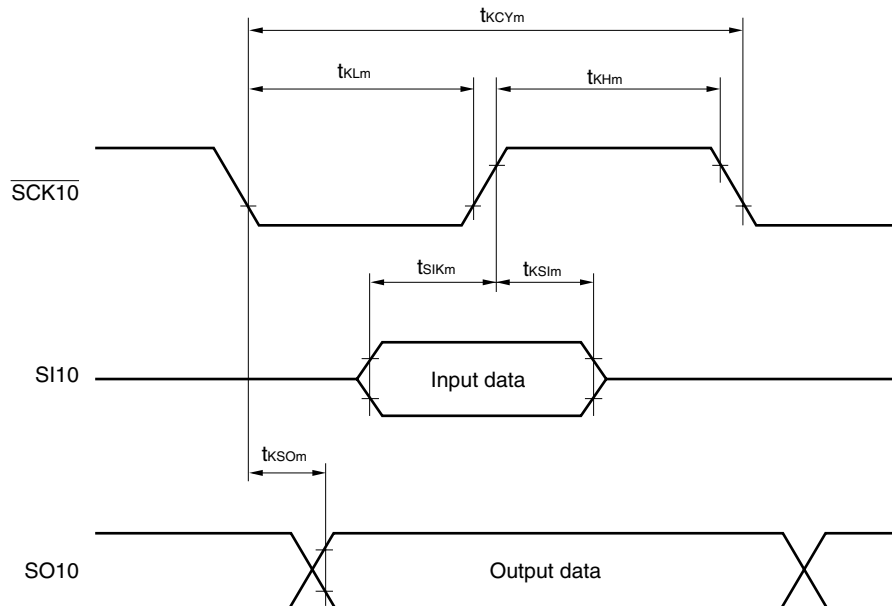 tKCYm
tKLm
tKHm
SCK10
tSIKm
tKSIm
SI10
Input data
tKSOm
SO10
Output data